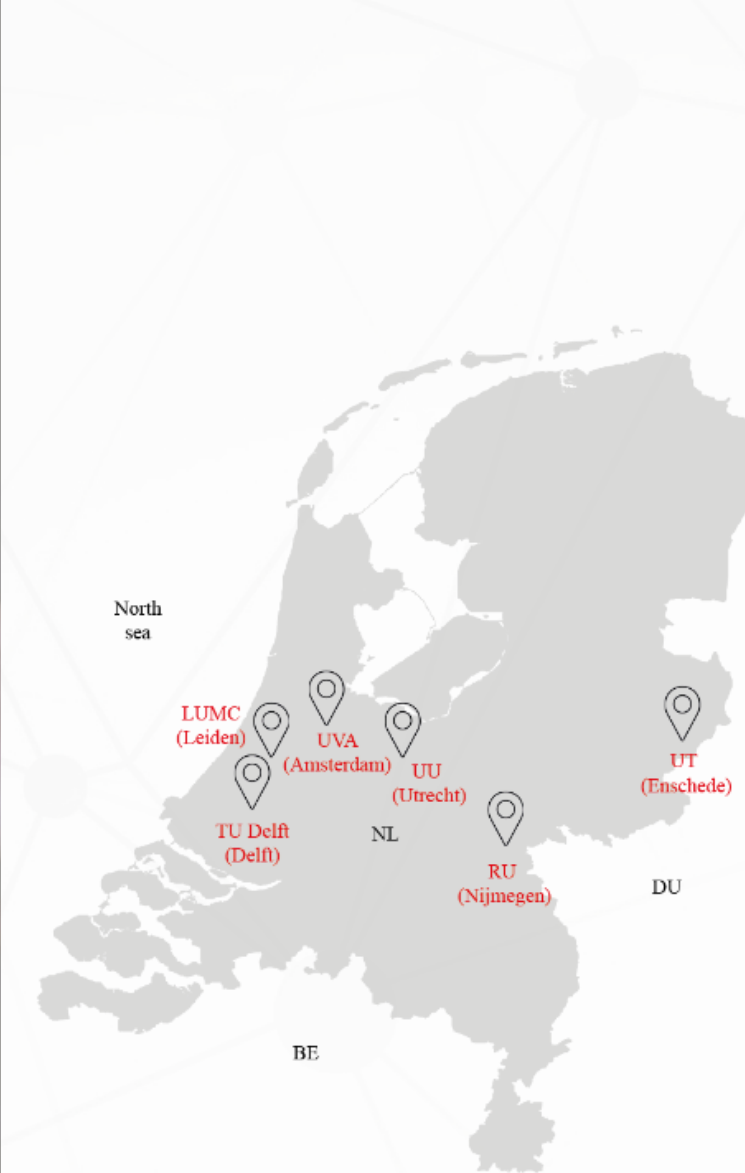 North
sea
LUMC
(Leiden)
UVA
(Amsterdam)
UU
(Utrecht)
UT
(Enschede)
TU Delft
(Delft)
NL
RU
(Nijmegen)
DU
BE